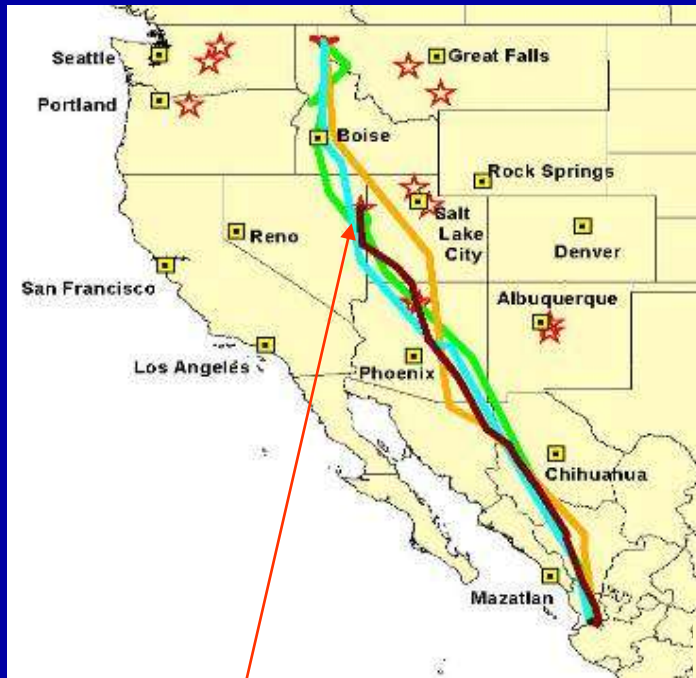 Seattle
Great Falls
Portland
Boise
Rock Springs
Salt
Lake
City
Reno
Denver
San Francisco
Albuquerque
Los Angelés
Phoenix
Chihuahua
Mazatlan